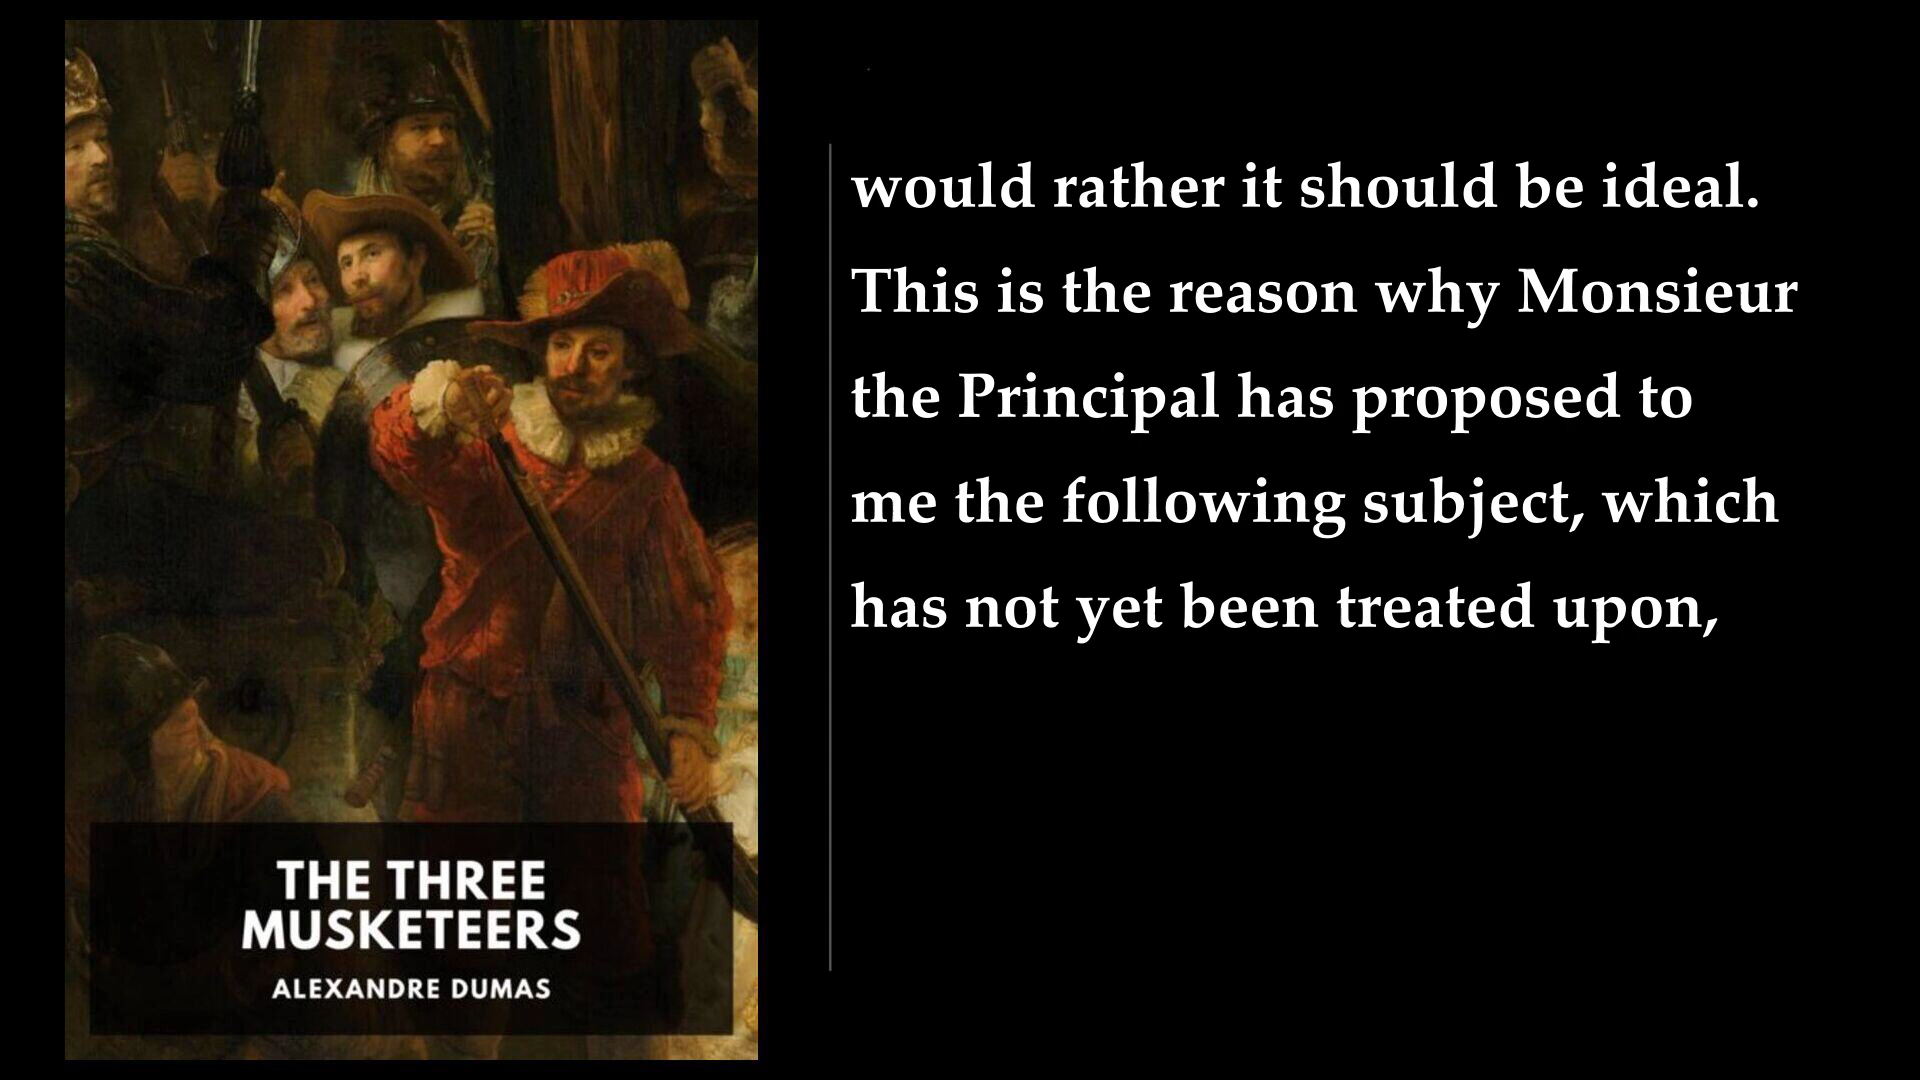 would rather it should be ideal.
This is the reason why Monsieur
the Principal has proposed to
me the following subject, which
has not yet been treated upon,
THE THREE
MUSKETEERS
ALEXANDRE DUMAS